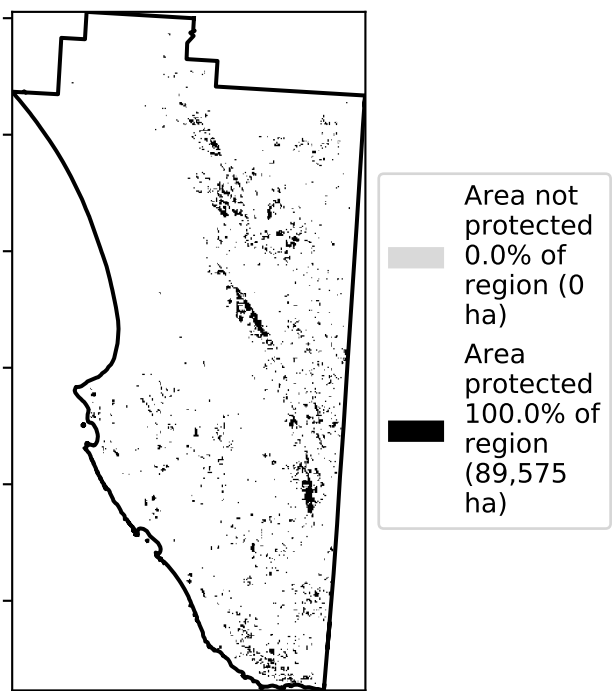 Area not
protected
0.0% of
region (0
ha)
Area
protected
100.0% of
region
(89,575
ha)